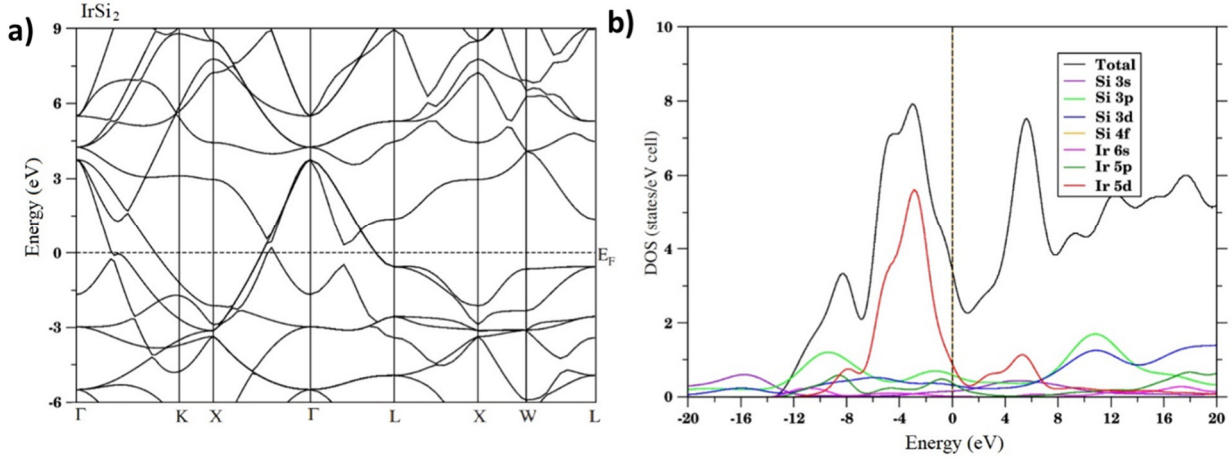 a)
IrSi₂
Energy (eV)
9
6
3
0
-3
-6
E_F
Γ K X Γ L X W L
b)
DOS (states/eV cell)
10
8
6
4
2
0
Total
Si 3s
Si 3p
Si 3d
Si 4f
Ir 6s
Ir 5p
Ir 5d
-20 -16 -12 -8 -4 0 4 8 12 16 20
Energy (eV)